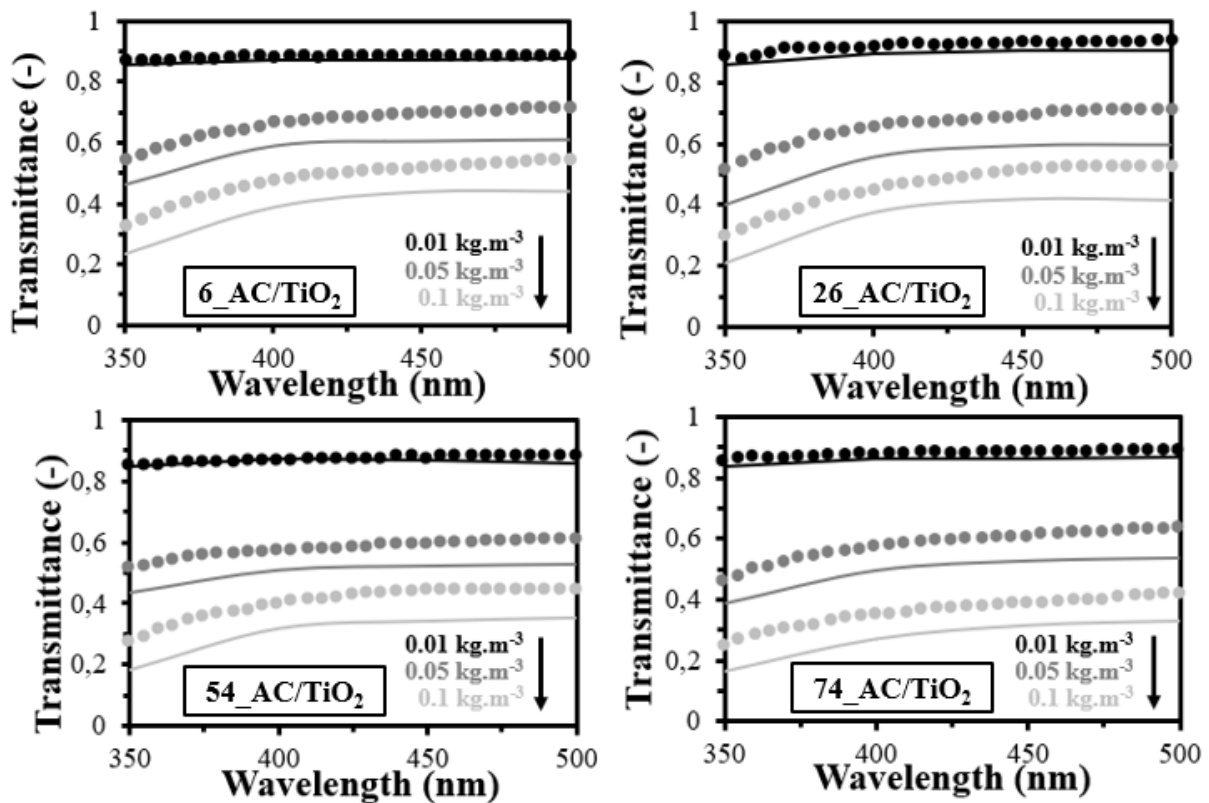 1
0,8
0,6
0,4
0,2
0
Transmittance (-)
0.01 kg.m⁻³
0.05 kg.m⁻³
0.1 kg.m⁻³
6_AC/TiO₂
350
400
450
500
Wavelength (nm)
1
0,8
0,6
0,4
0,2
0
Transmittance (-)
0.01 kg.m⁻³
0.05 kg.m⁻³
0.1 kg.m⁻³
26_AC/TiO₂
350
400
450
500
Wavelength (nm)
1
0,8
0,6
0,4
0,2
0
Transmittance (-)
0.01 kg.m⁻³
0.05 kg.m⁻³
0.1 kg.m⁻³
54_AC/TiO₂
350
400
450
500
Wavelength (nm)
1
0,8
0,6
0,4
0,2
0
Transmittance (-)
0.01 kg.m⁻³
0.05 kg.m⁻³
0.1 kg.m⁻³
74_AC/TiO₂
350
400
450
500
Wavelength (nm)